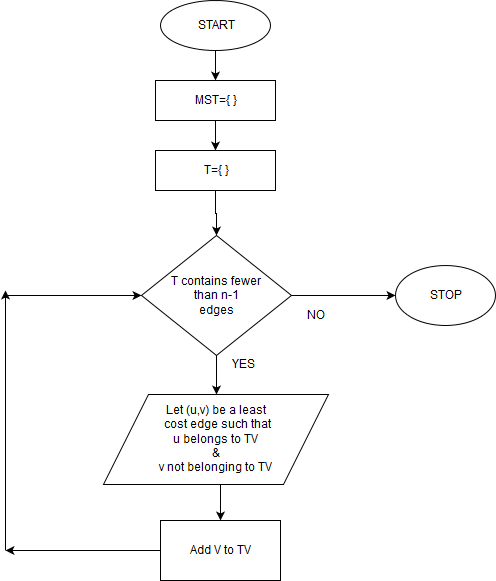 START
MST={ }
T={ }
T contains fewer
than n-1
edges
STOP
NO
YES
Let (u,v) be a least
cost edge such that
u belongs to TV
&
v not belonging to TV
Add V to TV